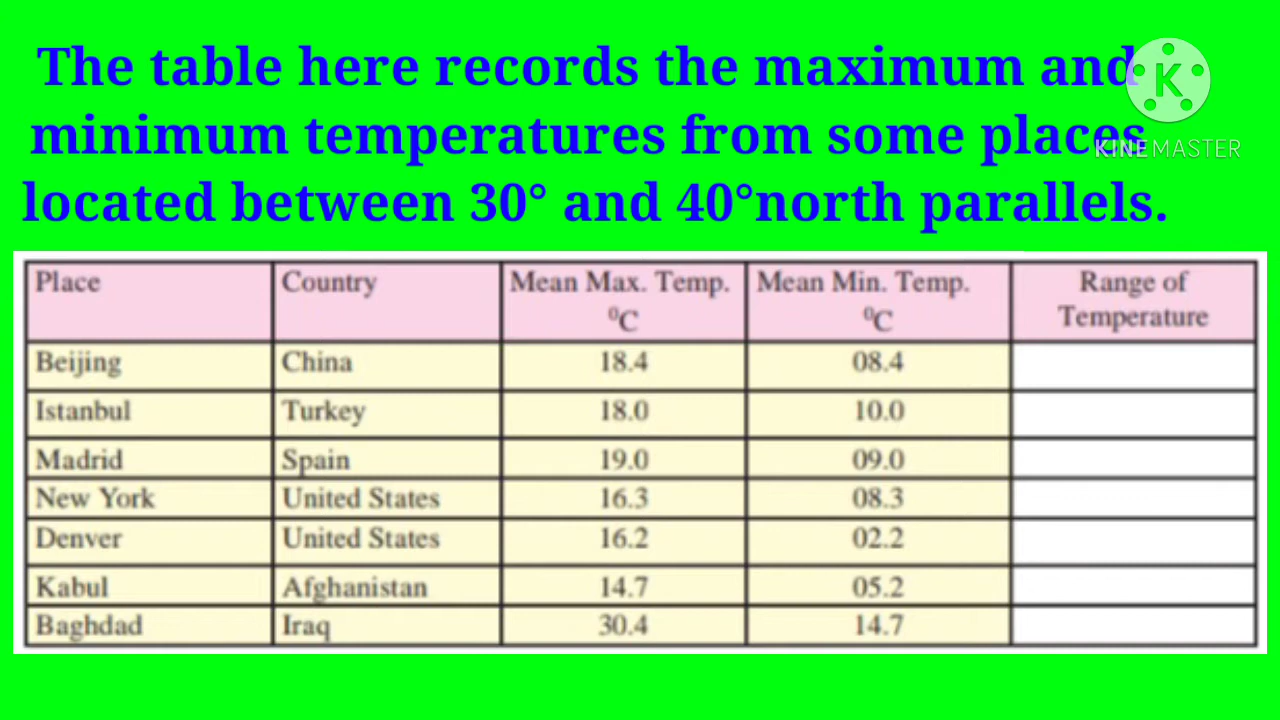 The table here records the maximum and
minimum temperatures from some places
located between 30° and 40°north parallels.
K
KINEMASTER
Place Country Mean Max. Temp. ⁰C Mean Min. Temp. ⁰C Range of Temperature
Beijing China 18.4 08.4
Istanbul Turkey 18.0 10.0
Madrid Spain 19.0 09.0
New York United States 16.3 08.3
Denver United States 16.2 02.2
Kabul Afghanistan 14.7 05.2
Baghdad Iraq 30.4 14.7